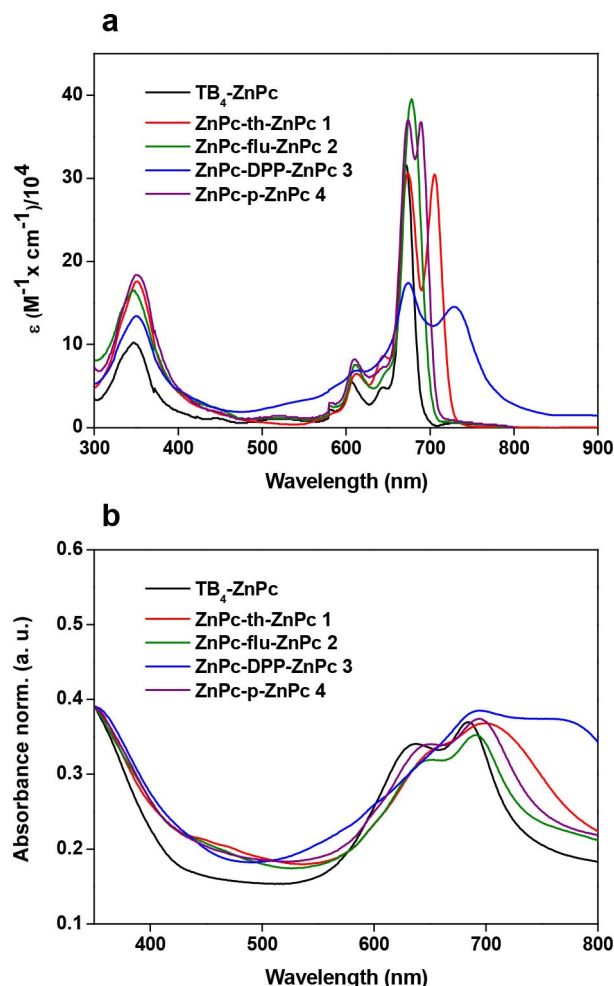 a
ε (M⁻¹x cm⁻¹)/10⁴
40
30
20
10
0
TB₄-ZnPc
ZnPc-th-ZnPc 1
ZnPc-flu-ZnPc 2
ZnPc-DPP-ZnPc 3
ZnPc-p-ZnPc 4
300 400 500 600 700 800 900
Wavelength (nm)
b
Absorbance norm. (a. u.)
0.6
0.5
0.4
0.3
0.2
0.1
TB₄-ZnPc
ZnPc-th-ZnPc 1
ZnPc-flu-ZnPc 2
ZnPc-DPP-ZnPc 3
ZnPc-p-ZnPc 4
400 500 600 700 800
Wavelength (nm)